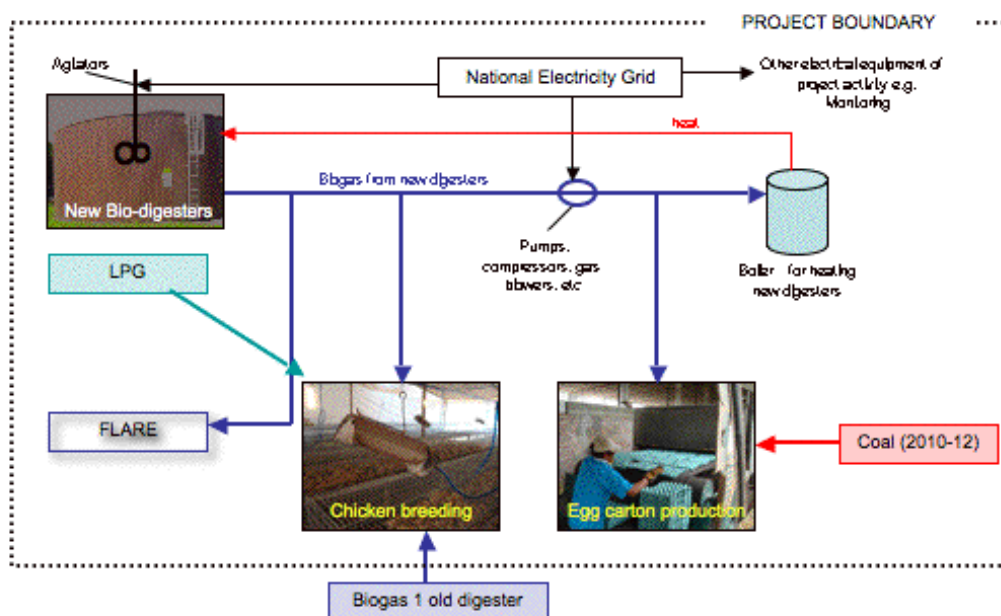 PROJECT BOUNDARY
Agitators
National Electricity Grid
Other electrical equipment of
project activity e.g.
Monitoring
heat
Biogas from new digesters
New Bio-digesters
Pumps,
compressors, gas
blowers, etc
Boiler for heating
new digesters
LPG
FLARE
Chicken breeding
Egg carton production
Coal (2010-12)
Biogas 1 old digester